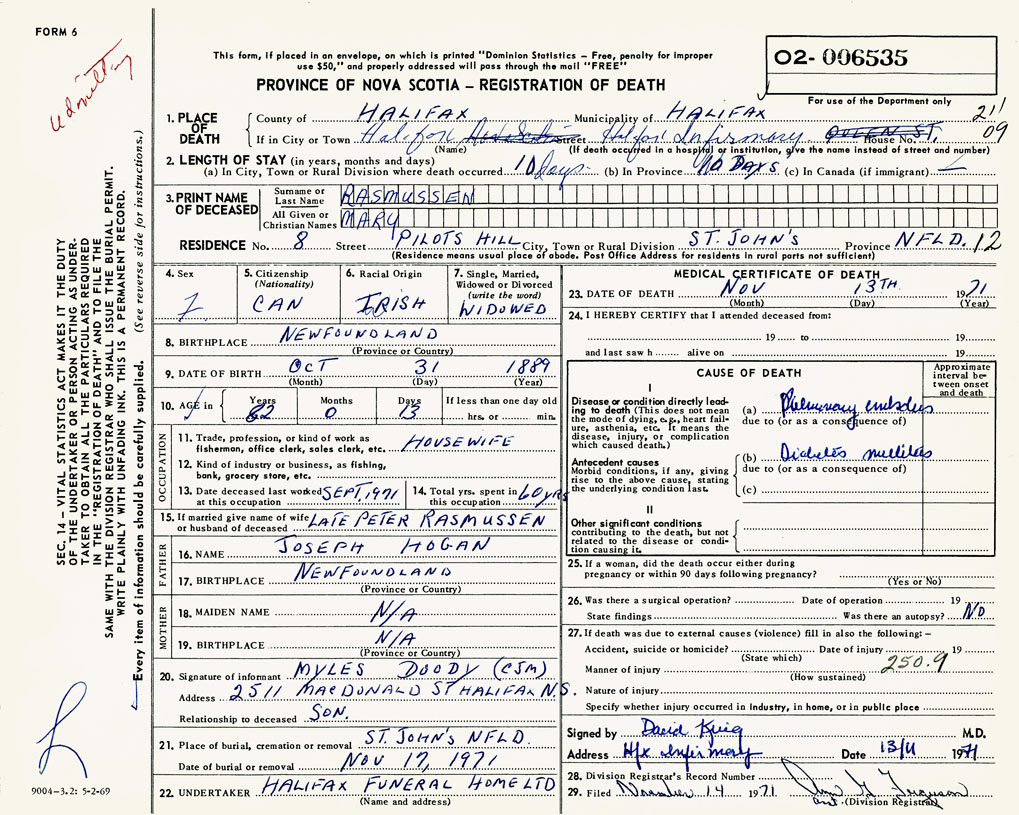 FORM 6
Admitting
This form, if placed in an envelope, on which is printed "Dominion Statistics – Free, penalty for improper
use $50," and properly addressed will pass through the mail "FREE"
PROVINCE OF NOVA SCOTIA – REGISTRATION OF DEATH
02- 006535
For use of the Department only
211
09
1. PLACE OF DEATH County of HALIFAX Municipality of HALIFAX
If in City or Town Halifax Street Halifax Infirmary. QUEEN ST. House No.
(Name) (If death occurred in a hospital or institution, give the name instead of street and number)
2. LENGTH OF STAY (in years, months and days)
(a) In City, Town or Rural Division where death occurred 10 days (b) In Province 10 DAYS (c) In Canada (if immigrant) —
3. PRINT NAME OF DECEASED Surname or Last Name RASMUSSEN
All Given or Christian Names MARY
RESIDENCE No. 8 Street PILOTS HILL City, Town or Rural Division ST. JOHN'S Province NFLD. 12
(Residence means usual place of abode. Post Office Address for residents in rural parts not sufficient)
4. Sex F
5. Citizenship (Nationality) CAN
6. Racial Origin IRISH
7. Single, Married, Widowed or Divorced (write the word) WIDOWED
8. BIRTHPLACE NEWFOUNDLAND
(Province or Country)
9. DATE OF BIRTH OCT 31 1889
(Month) (Day) (Year)
10. AGE in Years 82 Months 0 Days 13 If less than one day old hrs. or min.
OCCUPATION
11. Trade, profession, or kind of work as fisherman, office clerk, sales clerk, etc. HOUSEWIFE
12. Kind of industry or business, as fishing, bank, grocery store, etc.
13. Date deceased last worked at this occupation SEPT, 1971
14. Total yrs. spent in this occupation 60 yrs
15. If married give name of wife or husband of deceased LATE PETER RASMUSSEN
FATHER
16. NAME JOSEPH HOGAN
17. BIRTHPLACE NEWFOUNDLAND
(Province or Country)
MOTHER
18. MAIDEN NAME N/A
19. BIRTHPLACE N/A
(Province or Country)
20. Signature of informant MYLES DOODY (CSM)
Address 2511 MACDONALD ST HALIFAX N.S.
Relationship to deceased SON.
21. Place of burial, cremation or removal ST. JOHN'S NFLD.
Date of burial or removal NOV 17, 1971
22. UNDERTAKER HALIFAX FUNERAL HOME LTD
(Name and address)
MEDICAL CERTIFICATE OF DEATH
23. DATE OF DEATH NOV 13TH 1971
(Month) (Day) (Year)
24. I HEREBY CERTIFY that I attended deceased from:
19 to 19
and last saw h alive on 19
CAUSE OF DEATH
Approximate interval between onset and death
I
Disease or condition directly leading to death (This does not mean the mode of dying, e.g., heart failure, asthenia, etc. It means the disease, injury, or complication which caused death.)
(a) Pulmonary embolus
due to (or as a consequence of)
Antecedent causes
Morbid conditions, if any, giving rise to the above cause, stating the underlying condition last.
(b) Diabetes mellitus
due to (or as a consequence of)
(c)
II
Other significant conditions contributing to the death, but not related to the disease or condition causing it.
25. If a woman, did the death occur either during pregnancy or within 90 days following pregnancy?
(Yes or No)
26. Was there a surgical operation? Date of operation 19
State findings Was there an autopsy? NO
27. If death was due to external causes (violence) fill in also the following: –
Accident, suicide or homicide? Date of injury 19
(State which)
Manner of injury 250.9
(How sustained)
Nature of injury
Specify whether injury occurred in industry, in home, or in public place
Signed by David King M.D.
Address Hfx Infirmary Date 13/11 1971
28. Division Registrar's Record Number
29. Filed November 14 1971 Ferguson
(Division Registrar)
SEC. 14 – VITAL STATISTICS ACT MAKES IT THE DUTY
OF THE UNDERTAKER OR PERSON ACTING AS UNDER-
TAKER TO OBTAIN ALL THE PARTICULARS REQUIRED
IN THE "REGISTRATION OF DEATH" AND TO FILE THE
SAME WITH THE DIVISION REGISTRAR WHO SHALL ISSUE THE BURIAL PERMIT.
WRITE PLAINLY WITH UNFADING INK. THIS IS A PERMANENT RECORD.
Every item of information should be carefully supplied. (See reverse side for instructions.)
9004-3.2: 5-2-69